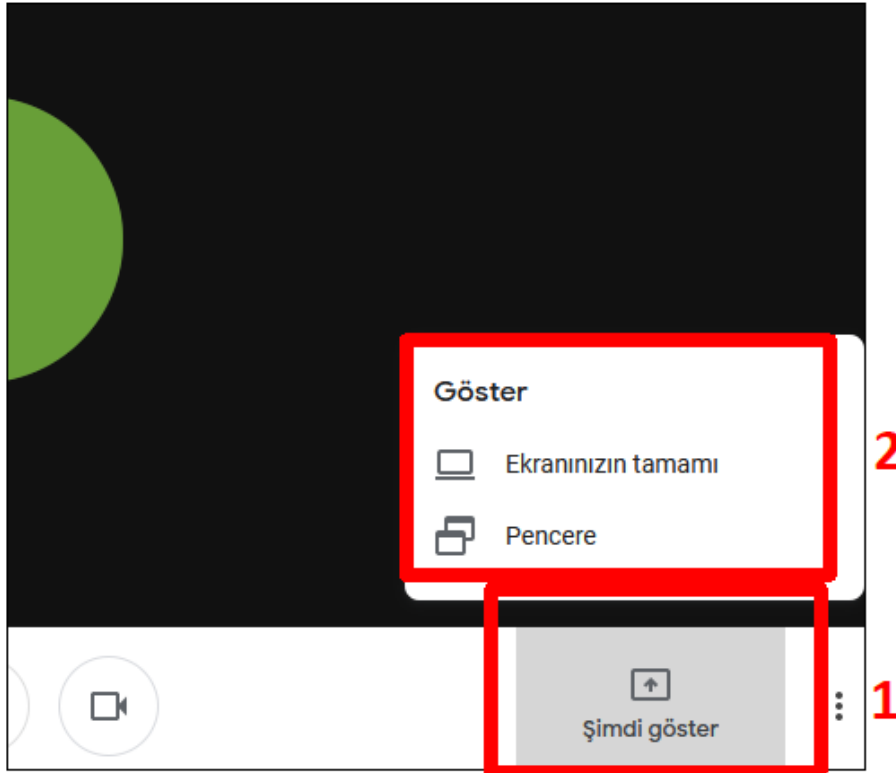 Göster
Ekranınızın tamamı
2
Pencere
Şimdi göster
1